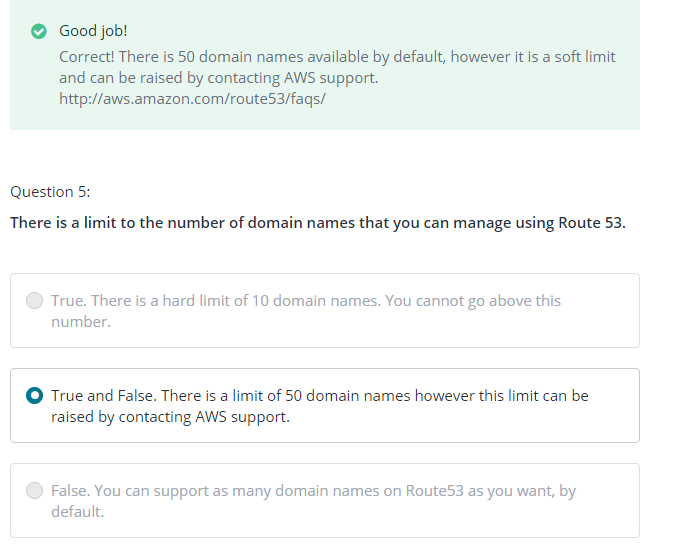 Good job!
Correct! There is 50 domain names available by default, however it is a soft limit
and can be raised by contacting AWS support.
http://aws.amazon.com/route53/faqs/
Question 5:
There is a limit to the number of domain names that you can manage using Route 53.
True. There is a hard limit of 10 domain names. You cannot go above this
number.
True and False. There is a limit of 50 domain names however this limit can be
raised by contacting AWS support.
False. You can support as many domain names on Route53 as you want, by
default.